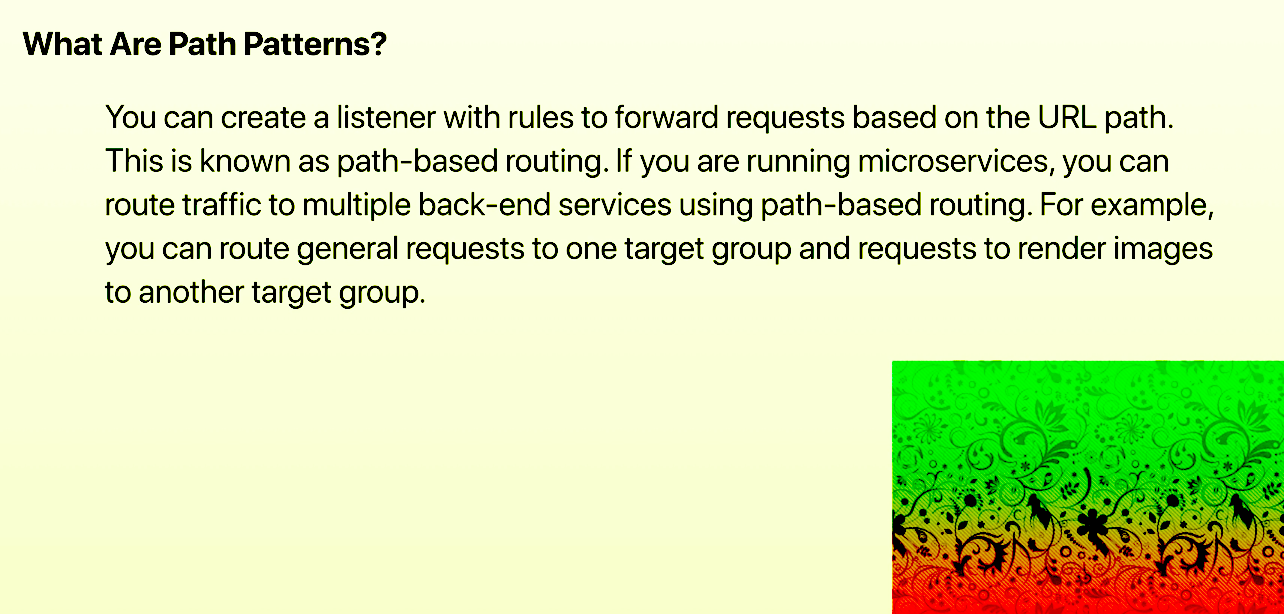 What Are Path Patterns?
You can create a listener with rules to forward requests based on the URL path.
This is known as path-based routing. If you are running microservices, you can
route traffic to multiple back-end services using path-based routing. For example,
you can route general requests to one target group and requests to render images
to another target group.